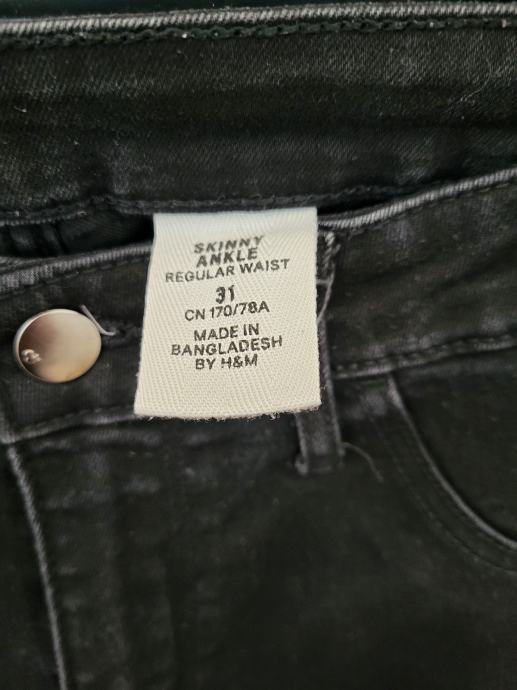 SKINNY
ANKLE
REGULAR WAIST
31
CN 170/78A
MADE IN
BANGLADESH
BY H&M